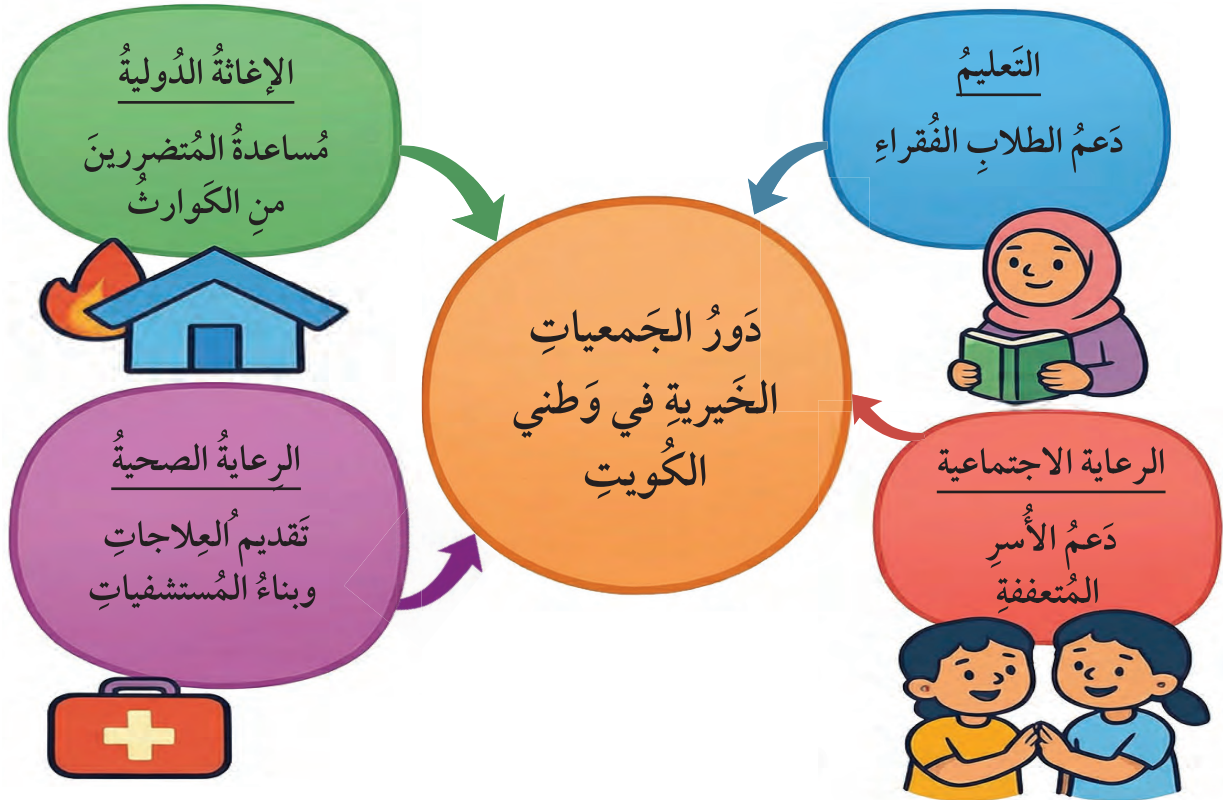 دَورُ الجَمعياتِ
الخَيريةِ في وَطني
الكُويتِ
التَعليمُ
دَعمُ الطلابِ الفُقراءِ
الإغاثةُ الدُوليةُ
مُساعدةُ المُتضررينَ
منِ الكَوارثُ
الرعاية الاجتماعية
دَعمُ الأُسرِ
المُتعففةِ
الرِعايةُ الصحيةُ
تَقديم ُالعِلاجاتِ
وبناءُ المُستشفياتِ